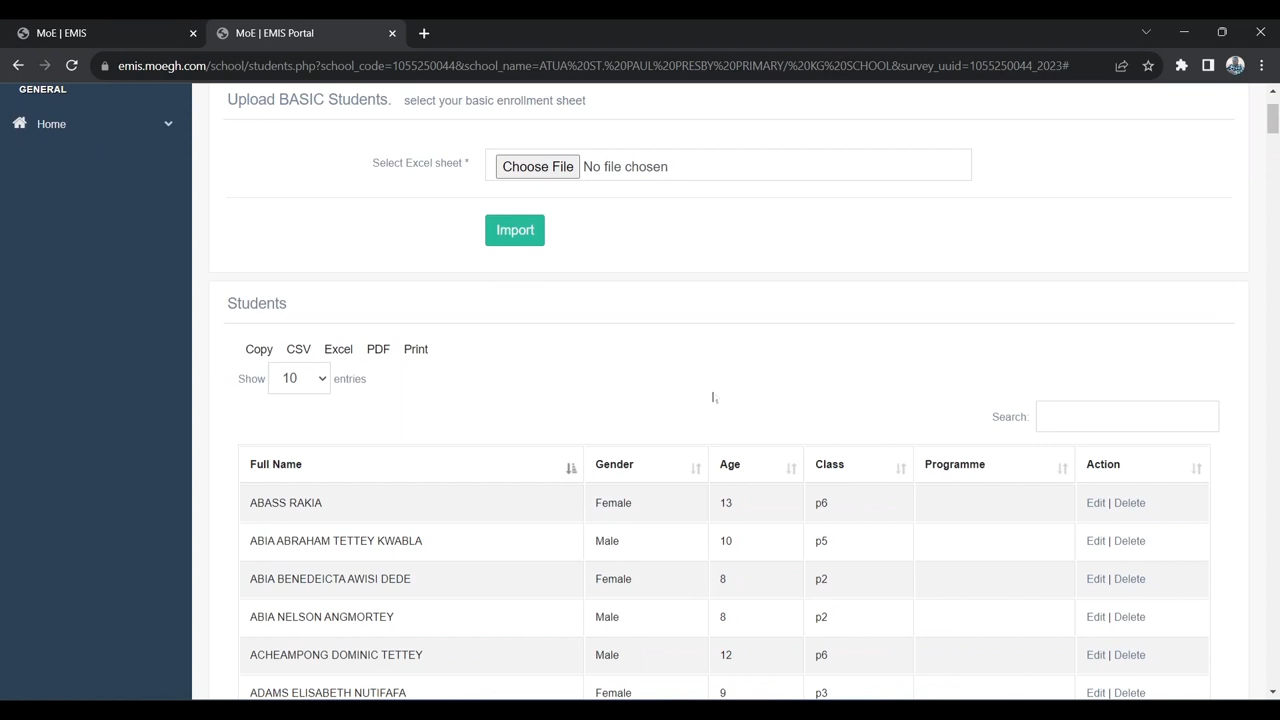 MoE | EMIS
MoE | EMIS Portal
emis.moegh.com/school/students.php?school_code=1055250044&school_name=ATUA%20ST.%20PAUL%20PRESBY%20PRIMARY/%20KG%20SCHOOL&survey_uuid=1055250044_2023#
GENERAL
Home
Upload BASIC Students. select your basic enrollment sheet
Select Excel sheet * Choose File No file chosen
Import
Students
Copy CSV Excel PDF Print
Show 10 entries
Search:
Full Name Gender Age Class Programme Action
ABASS RAKIA Female 13 p6 Edit | Delete
ABIA ABRAHAM TETTEY KWABLA Male 10 p5 Edit | Delete
ABIA BENEDEICTA AWISI DEDE Female 8 p2 Edit | Delete
ABIA NELSON ANGMORTEY Male 8 p2 Edit | Delete
ACHEAMPONG DOMINIC TETTEY Male 12 p6 Edit | Delete
ADAMS ELISABETH NUTIFAFA Female 9 p3 Edit | Delete